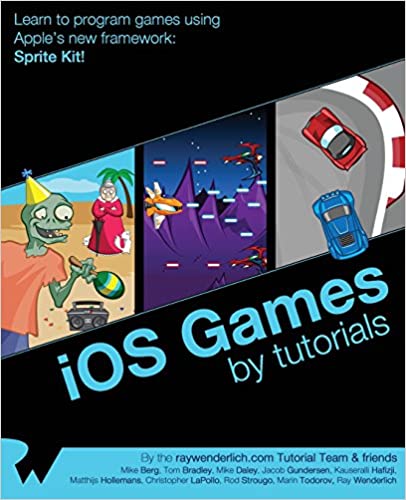 Learn to program games using
Apple's new framework:
Sprite Kit!
iOS Games
by tutorials
By the raywenderlich.com Tutorial Team & friends
Mike Berg, Tom Bradley, Mike Daley, Jacob Gundersen, Kauserali Hafizji,
Matthijs Hollemans, Christopher LaPollo, Rod Strougo, Marin Todorov, Ray Wenderlich